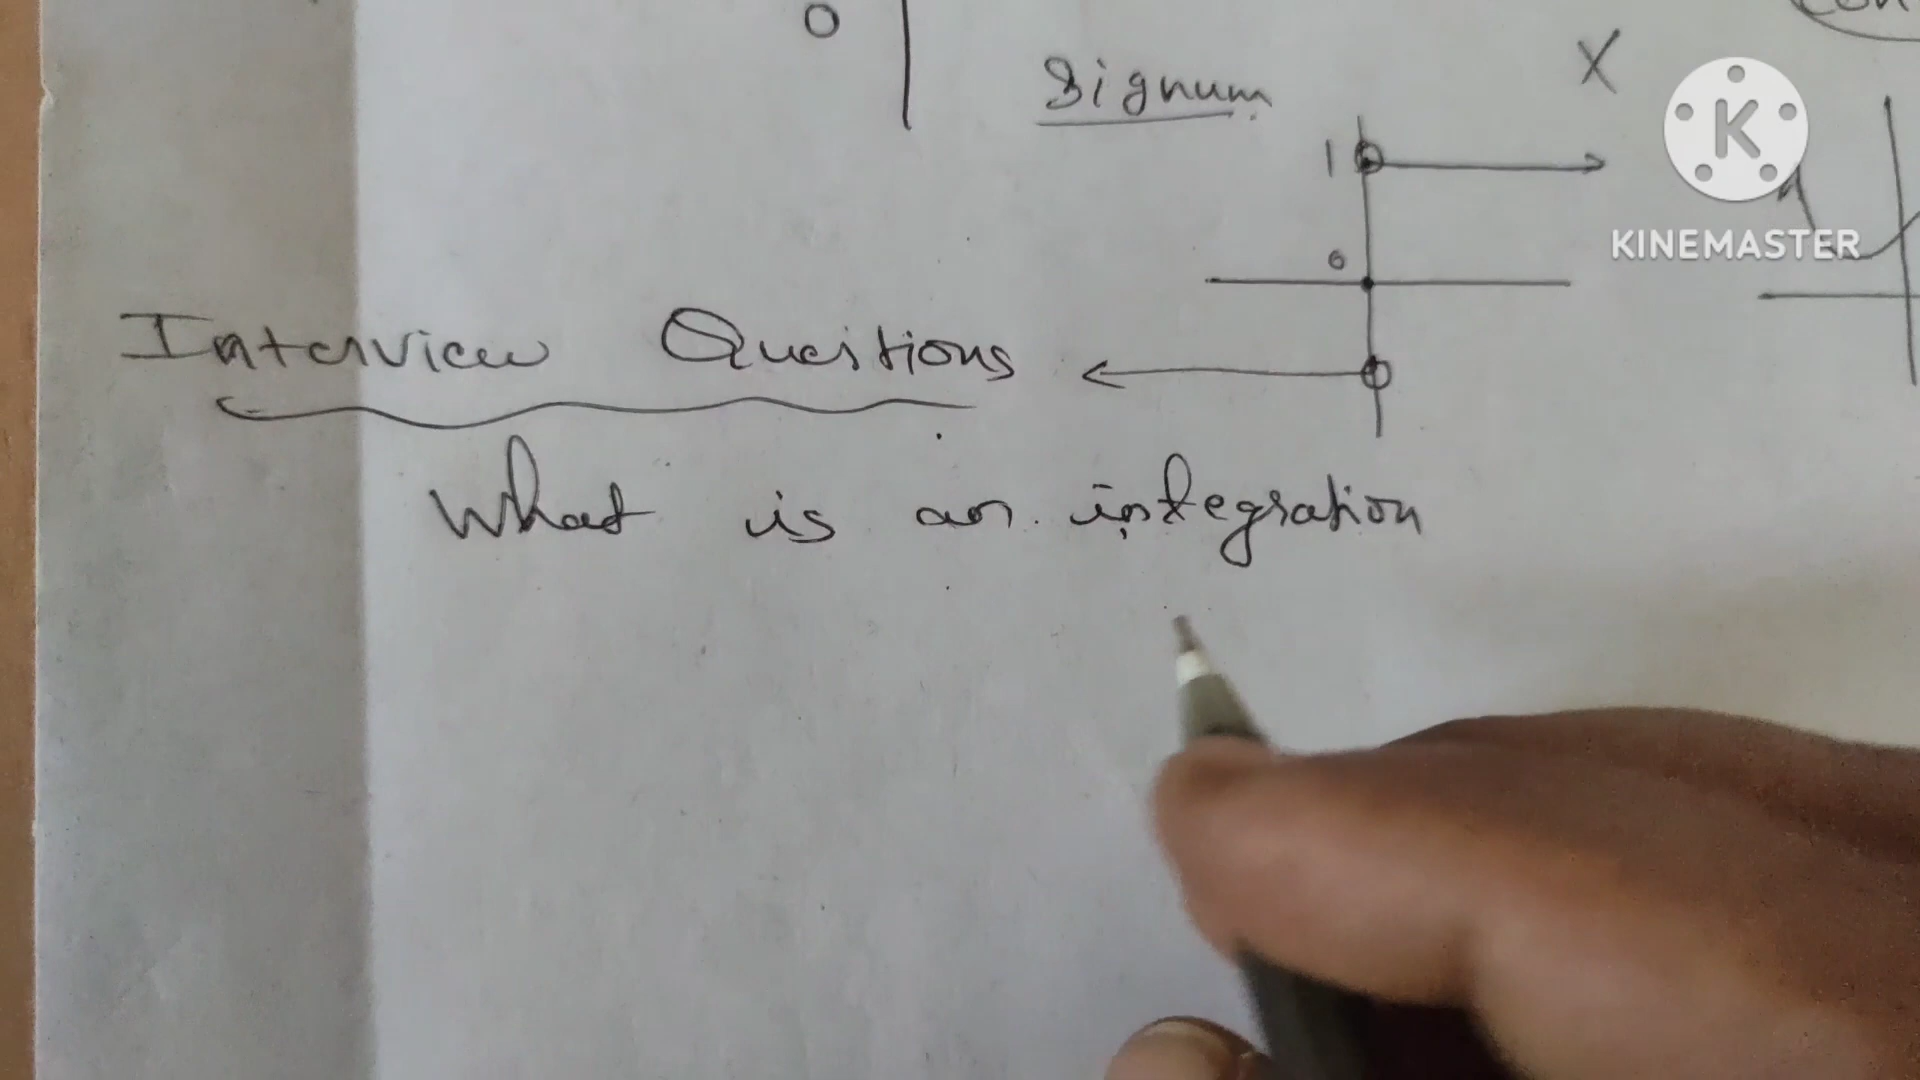 0
Signum
X
1
0
K
KINEMASTER
Interview Questions
What is an integration